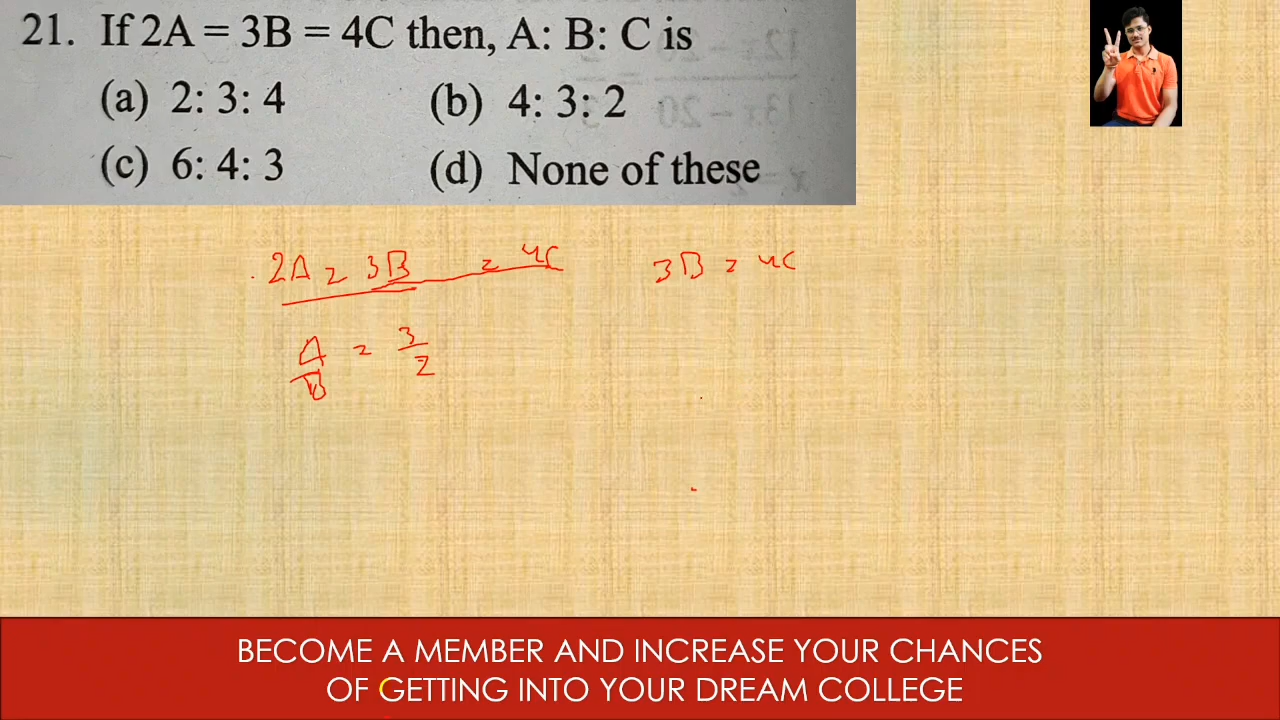 21. If 2A = 3B = 4C then, A: B: C is
(a) 2: 3: 4 (b) 4: 3: 2
(c) 6: 4: 3 (d) None of these
2A = 3B = 4C 3B = 4C
A/B = 3/2
BECOME A MEMBER AND INCREASE YOUR CHANCES
OF GETTING INTO YOUR DREAM COLLEGE